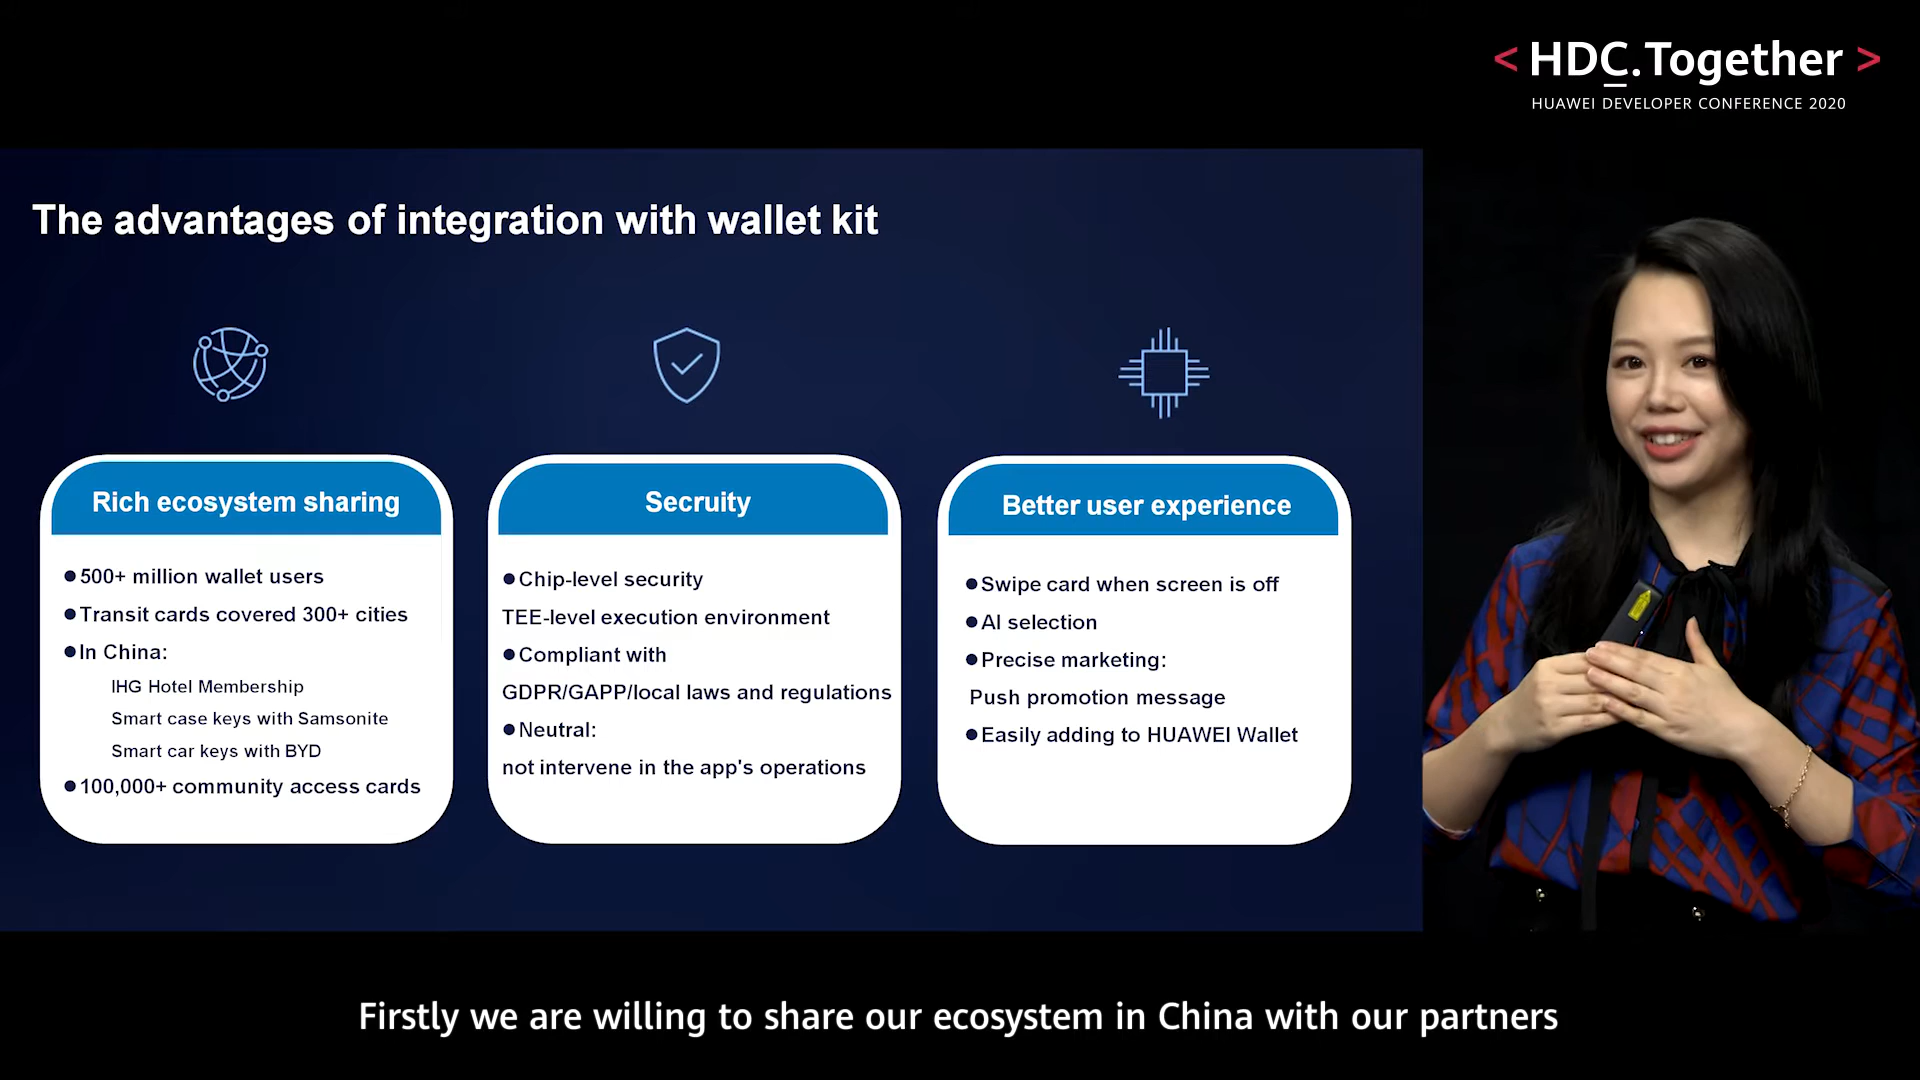 < HDC.Together >
HUAWEI DEVELOPER CONFERENCE 2020
The advantages of integration with wallet kit
Rich ecosystem sharing
●500+ million wallet users
●Transit cards covered 300+ cities
●In China:
IHG Hotel Membership
Smart case keys with Samsonite
Smart car keys with BYD
●100,000+ community access cards
Secruity
●Chip-level security
TEE-level execution environment
●Compliant with
GDPR/GAPP/local laws and regulations
●Neutral:
not intervene in the app's operations
Better user experience
●Swipe card when screen is off
●AI selection
●Precise marketing:
Push promotion message
●Easily adding to HUAWEI Wallet
Firstly we are willing to share our ecosystem in China with our partners